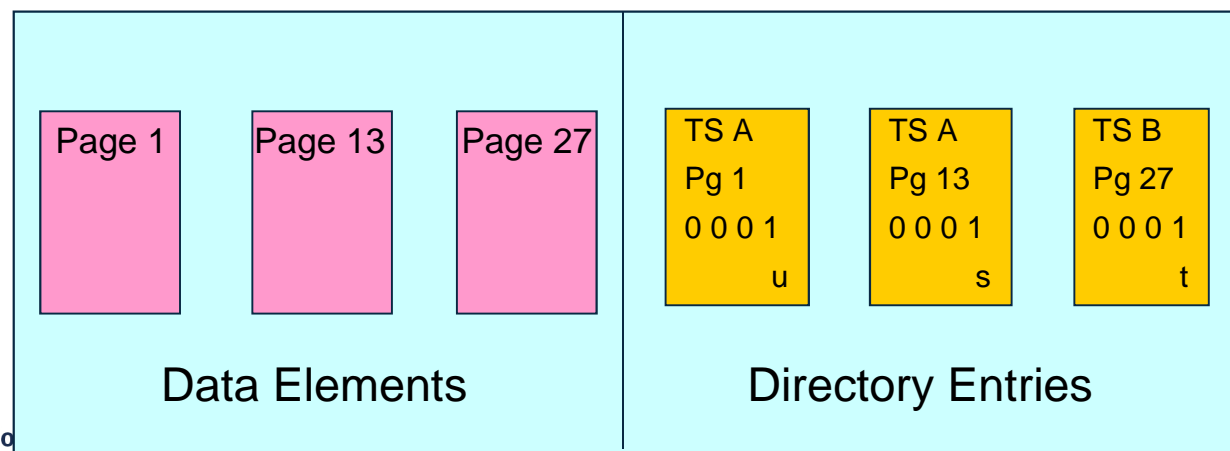 Page 1
Page 13
Page 27
TS A
Pg 1
0 0 0 1
u
TS A
Pg 13
0 0 0 1
s
TS B
Pg 27
0 0 0 1
t
Data Elements
Directory Entries
o